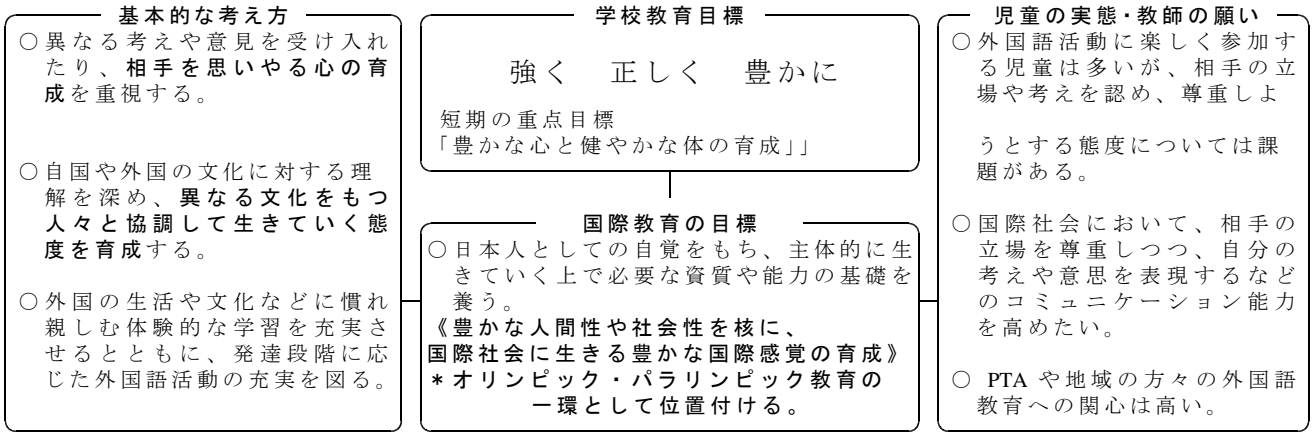 基本的な考え方
○異なる考えや意見を受け入れ
たり、相手を思いやる心の育
成を重視する。
○自国や外国の文化に対する理
解を深め、異なる文化をもつ
人々と協調して生きていく態
度を育成する。
○外国の生活や文化などに慣れ
親しむ体験的な学習を充実さ
せるとともに、発達段階に応
じた外国語活動の充実を図る。
学校教育目標
強く 正しく 豊かに
短期の重点目標
「豊かな心と健やかな体の育成」」
国際教育の目標
○日本人としての自覚をもち、主体的に生
きていく上で必要な資質や能力の基礎を
養う。
《豊かな人間性や社会性を核に、
国際社会に生きる豊かな国際感覚の育成》
*オリンピック・パラリンピック教育の
一環として位置付ける。
児童の実態・教師の願い
○外国語活動に楽しく参加す
る児童は多いが、相手の立
場や考えを認め、尊重しよ
うとする態度については課
題がある。
○国際社会において、相手の
立場を尊重しつつ、自分の
考えや意思を表現するなど
のコミュニケーション能力
を高めたい。
○ PTA や地域の方々の外国語
教育への関心は高い。